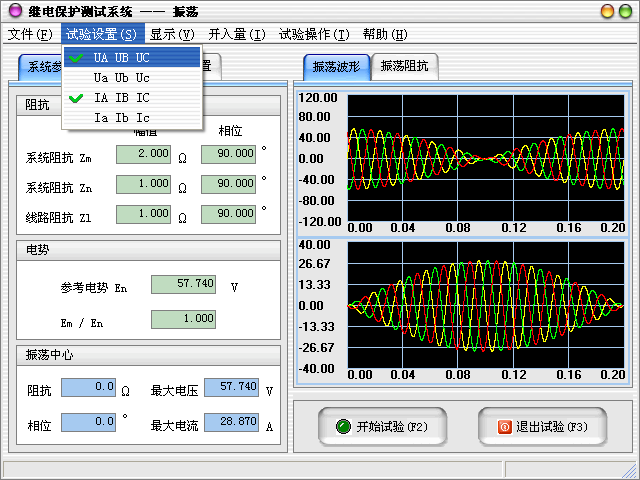 继电保护测试系统 —— 振荡
文件(F) 试验设置(S) 显示(V) 开入量(I) 试验操作(T) 帮助(H)
UA UB UC
Ua Ub Uc
IA IB IC
Ia Ib Ic
系统参
置
振荡波形
振荡阻抗
阻抗
幅值
相位
系统阻抗 Zm 2.000 Ω 90.000 °
系统阻抗 Zn 1.000 Ω 90.000 °
线路阻抗 Zl 1.000 Ω 90.000 °
电势
参考电势 En 57.740 V
Em / En 1.000
振荡中心
阻抗 0.0 Ω 最大电压 57.740 V
相位 0.0 ° 最大电流 28.870 A
120.00
80.00
40.00
0.00
-40.00
-80.00
-120.00
0.00 0.04 0.08 0.12 0.16 0.20
40.00
26.67
13.33
0.00
-13.33
-26.67
-40.00
0.00 0.04 0.08 0.12 0.16 0.20
开始试验(F2)
退出试验(F3)